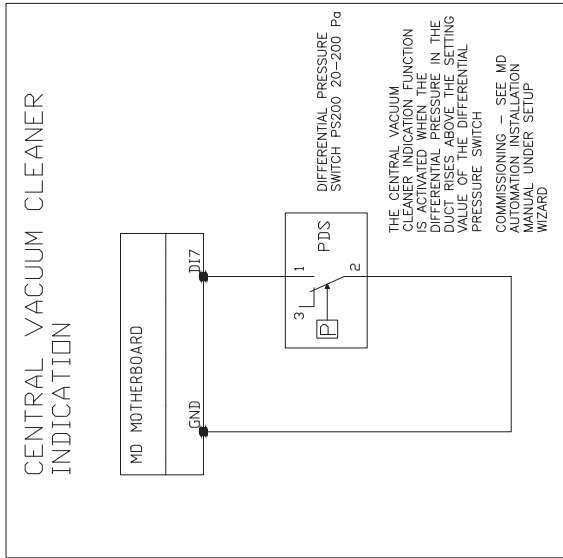 CENTRAL VACUUM CLEANER
INDICATION
MD MOTHERBOARD
GND
DI7
1
3
P
PDS
2
DIFFERENTIAL PRESSURE
SWITCH PS200 20-200 Pa
THE CENTRAL VACUUM
CLEANER INDICATION FUNCTION
IS ACTIVATED WHEN THE
DIFFERENTIAL PRESSURE IN THE
DUCT RISES ABOVE THE SETTING
VALUE OF THE DIFFERENTIAL
PRESSURE SWITCH
COMMISSIONING - SEE MD
AUTOMATION INSTALLATION
MANUAL UNDER SETUP
WIZARD